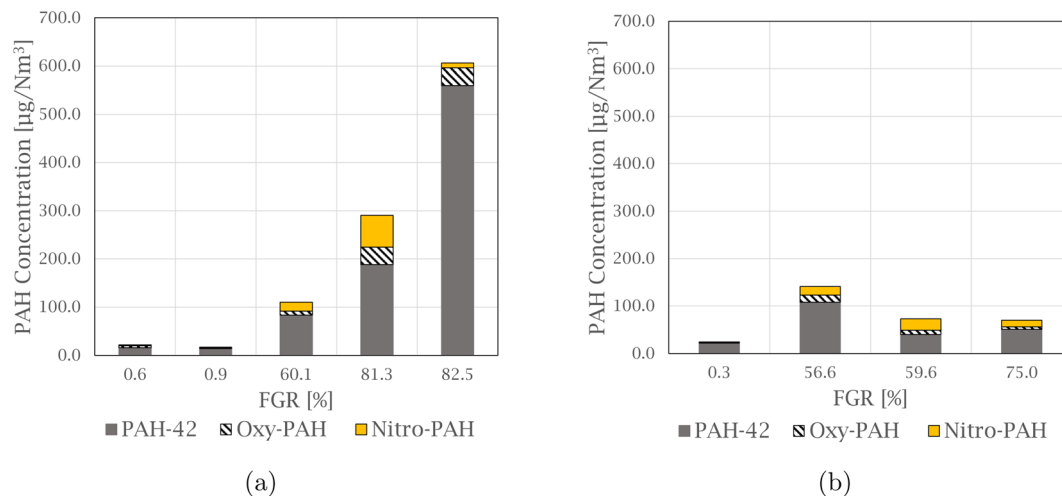 PAH Concentration [µg/Nm³]
700.0
600.0
500.0
400.0
300.0
200.0
100.0
0.0
0.6 0.9 60.1 81.3 82.5
FGR [%]
PAH-42 Oxy-PAH Nitro-PAH
(a)
PAH Concentration [µg/Nm³]
700.0
600.0
500.0
400.0
300.0
200.0
100.0
0.0
0.3 56.6 59.6 75.0
FGR [%]
PAH-42 Oxy-PAH Nitro-PAH
(b)